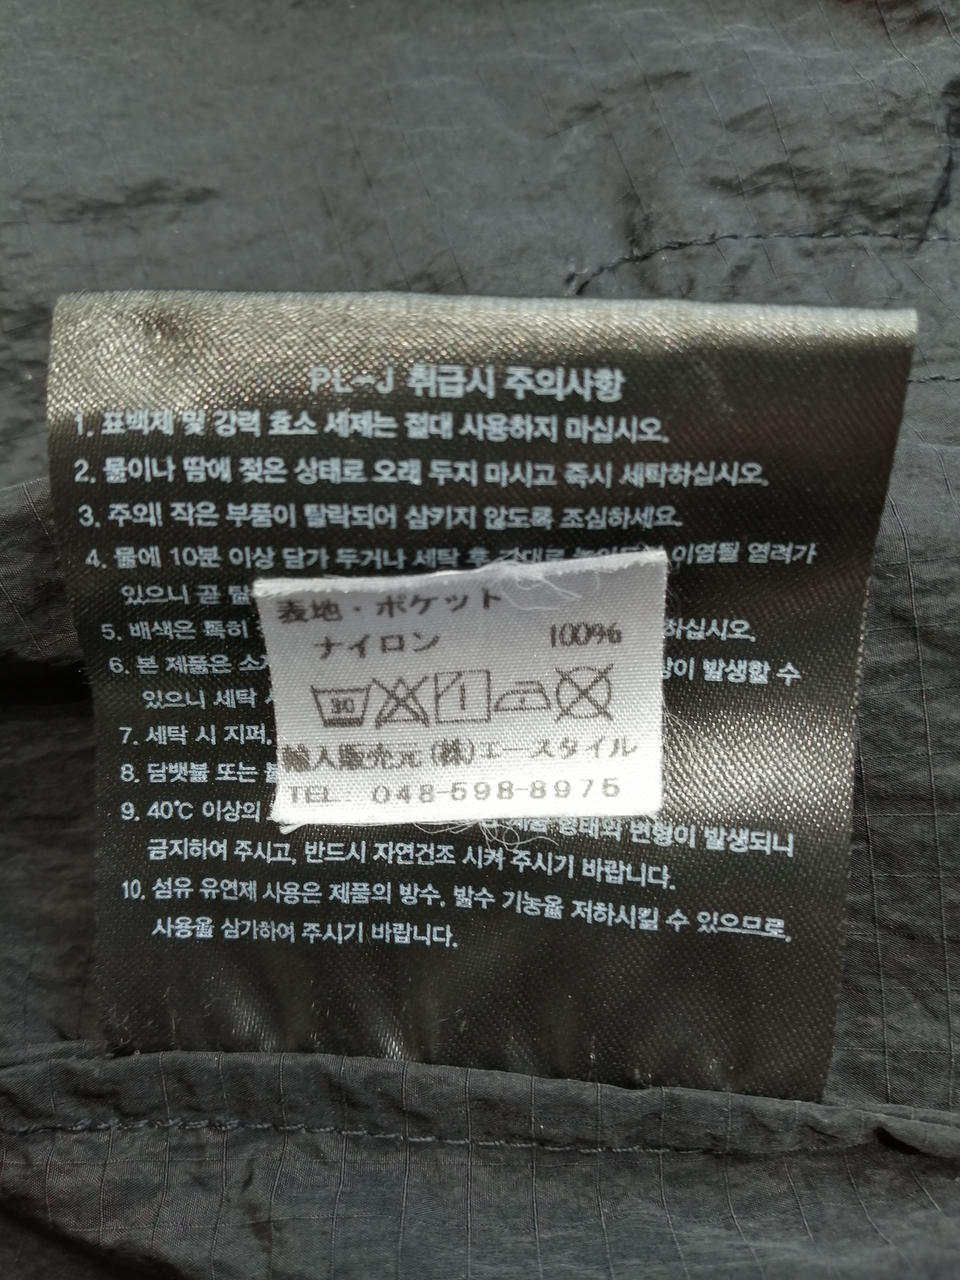 PL-J 취급시 주의사항
1. 표백제 및 강력 효소 세제는 절대 사용하지 마십시오.
2. 물이나 땀에 젖은 상태로 오래 두지 마시고 즉시 세탁하십시오.
3. 주의! 작은 부품이 탈락되어 삼키지 않도록 조심하세요.
4. 물에 10분 이상 담가 두거나 세탁 후 이염될 염려가
있으니 곧
5. 배색은 특히 하십시오.
6. 본 제품은 발생할 수
있으니 세탁
7. 세탁 시 지퍼,
8. 담뱃불 또는
9. 40℃ 이상의 형태의 변형이 발생되니
금지하여 주시고, 반드시 자연건조 시켜 주시기 바랍니다.
10. 섬유 유연제 사용은 제품의 방수, 발수 기능을 저하시킬 수 있으므로,
사용을 삼가하여 주시기 바랍니다.
表地・ポケット
ナイロン 100%
30
輸入販売元 (株)エースタイル
TEL. 048-598-8975